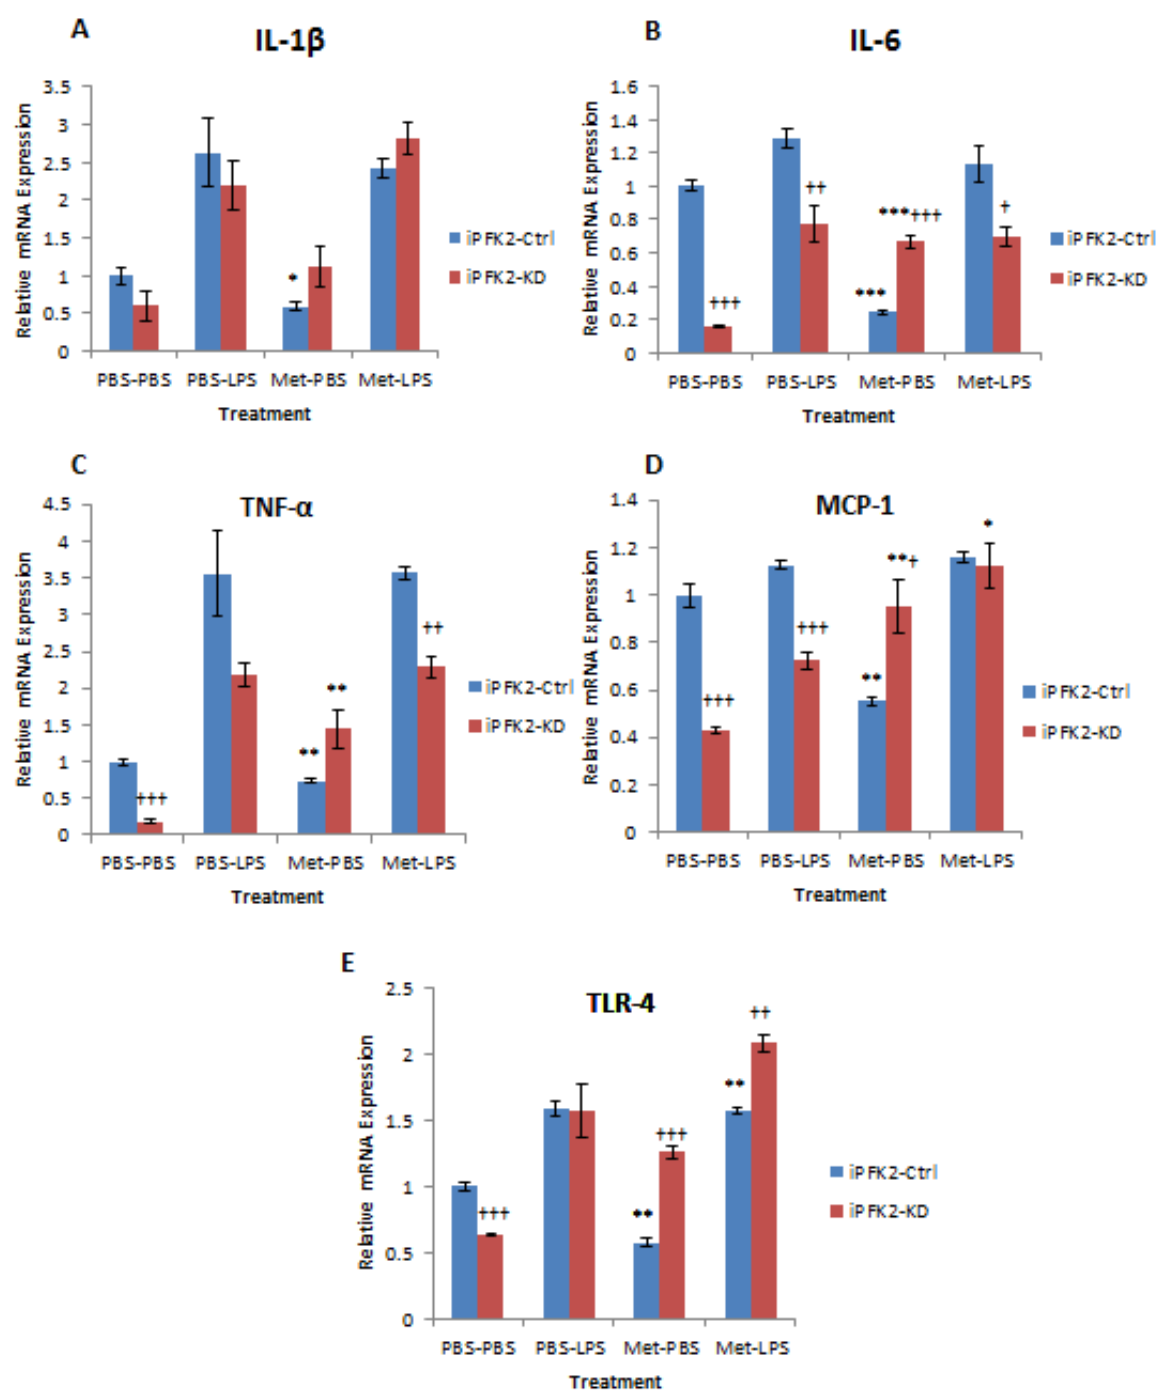 A
IL-1β
Relative mRNA Expression
3.5
3
2.5
2
1.5
1
0.5
0
*
PBS-PBS PBS-LPS Met-PBS Met-LPS
Treatment
iPFK2-Ctrl
iPFK2-KD
B
IL-6
Relative mRNA Expression
1.6
1.4
1.2
1
0.8
0.6
0.4
0.2
0
†††
††
***
***†††
†
PBS-PBS PBS-LPS Met-PBS Met-LPS
Treatment
iPFK2-Ctrl
iPFK2-KD
C
TNF-α
Relative mRNA Expression
4.5
4
3.5
3
2.5
2
1.5
1
0.5
0
†††
**
**
††
PBS-PBS PBS-LPS Met-PBS Met-LPS
Treatment
iPFK2-Ctrl
iPFK2-KD
D
MCP-1
Relative mRNA Expression
1.4
1.2
1
0.8
0.6
0.4
0.2
0
†††
†††
**
**†
*
PBS-PBS PBS-LPS Met-PBS Met-LPS
Treatment
iPFK2-Ctrl
iPFK2-KD
E
TLR-4
Relative mRNA Expression
2.5
2
1.5
1
0.5
0
†††
**
†††
**
††
PBS-PBS PBS-LPS Met-PBS Met-LPS
Treatment
iPFK2-Ctrl
iPFK2-KD